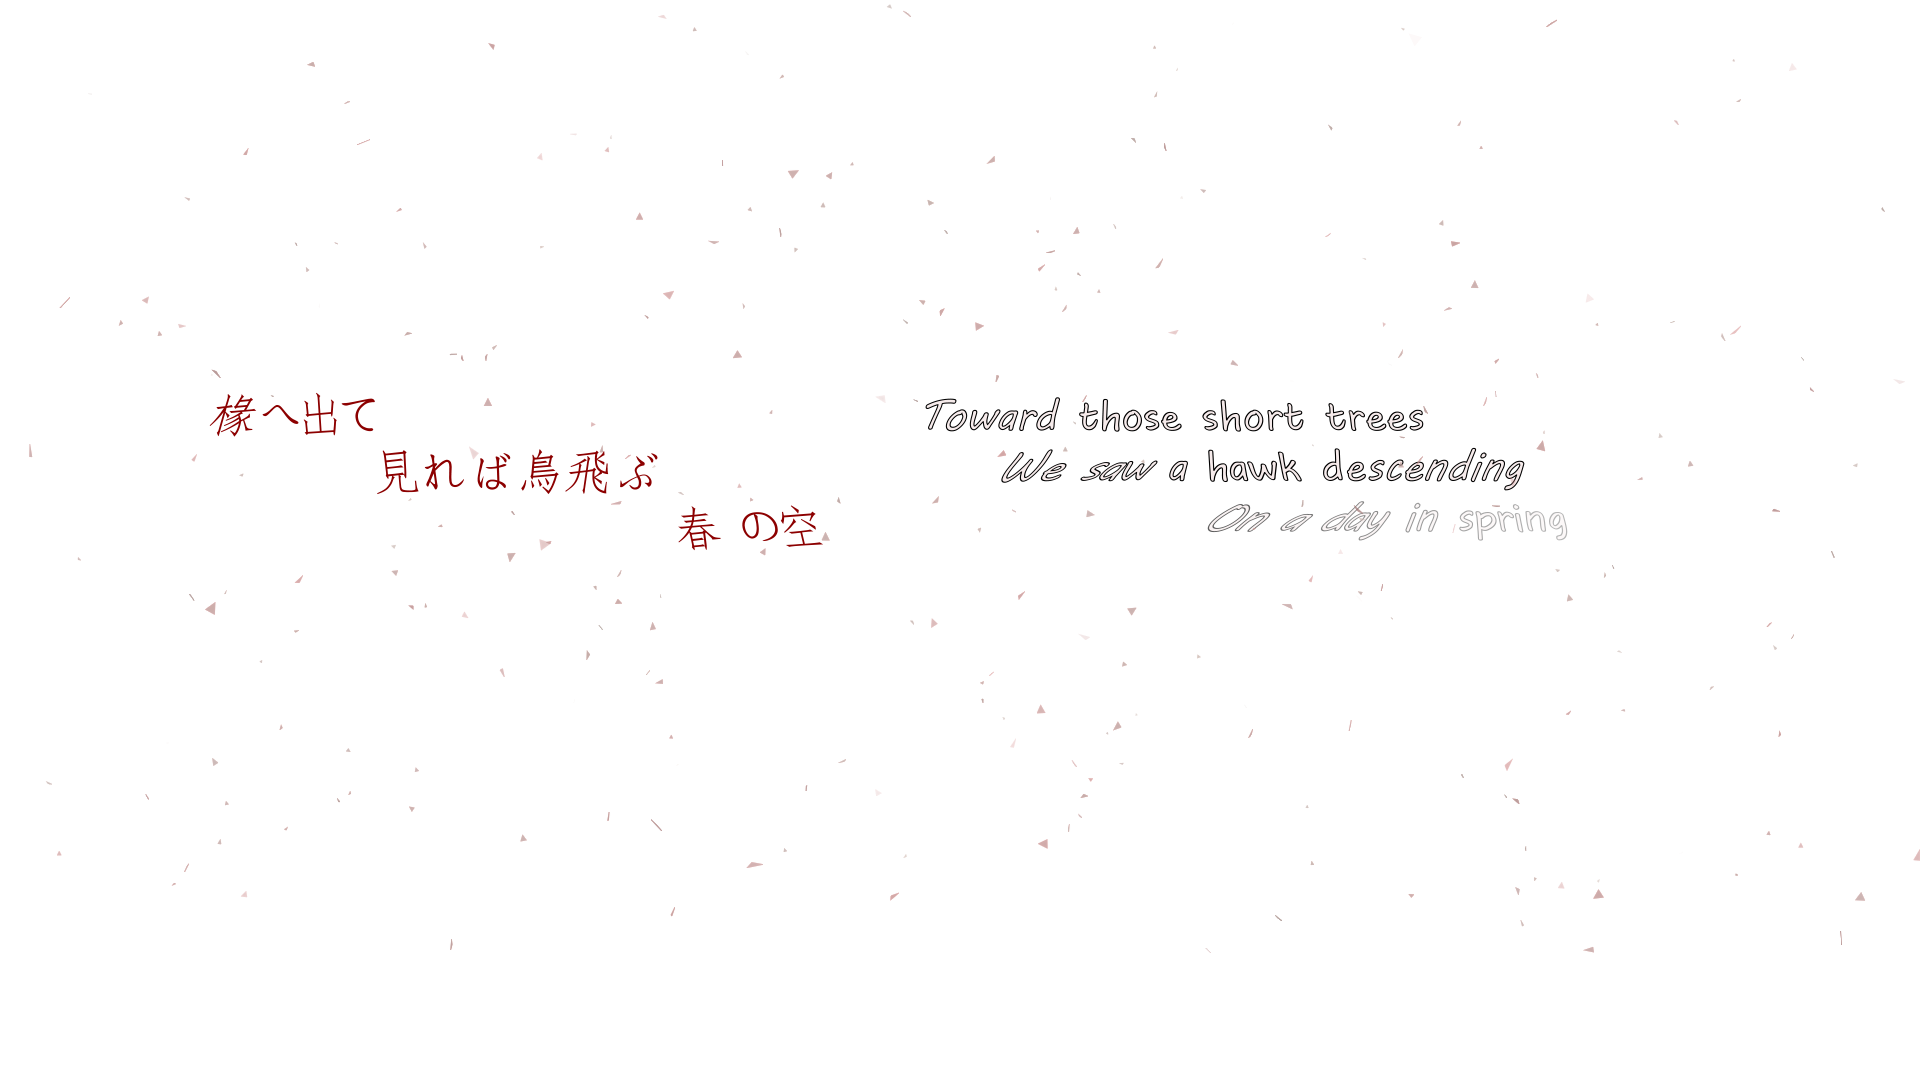 椽へ出て
見れば鳥飛ぶ
春の空
Toward those short trees
We saw a hawk descending
On a day in spring